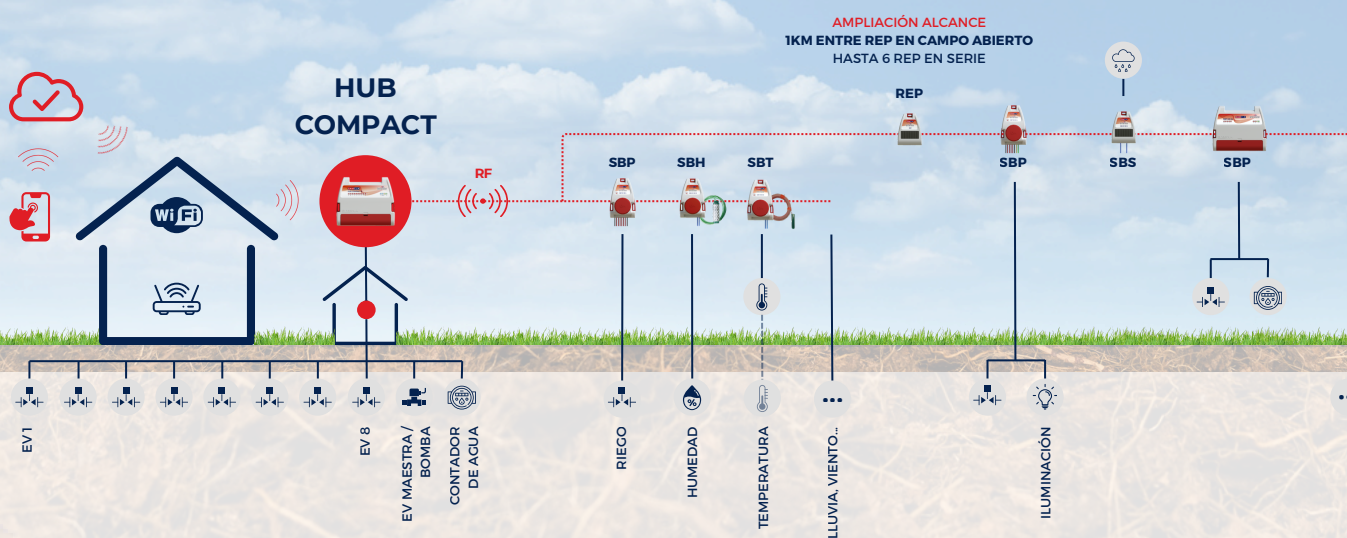 AMPLIACIÓN ALCANCE
1KM ENTRE REP EN CAMPO ABIERTO
HASTA 6 REP EN SERIE
HUB
COMPACT
REP
RF
SBP
SBH
SBT
SBP
SBS
SBP
WiFi
%
EV 1
EV 8
EV MAESTRA /
BOMBA
CONTADOR
DE AGUA
RIEGO
HUMEDAD
TEMPERATURA
LLUVIA, VIENTO...
ILUMINACIÓN